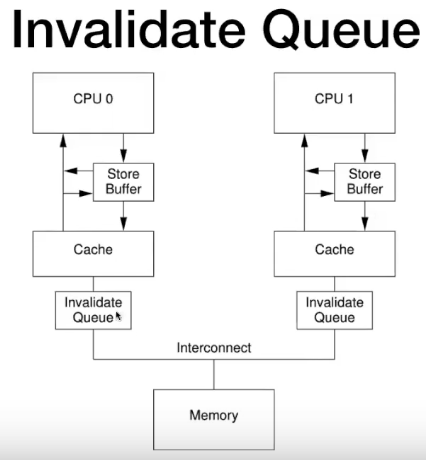 Invalidate Queue
CPU 0
CPU 1
Store
Buffer
Store
Buffer
Cache
Cache
Invalidate
Queue
Invalidate
Queue
Interconnect
Memory